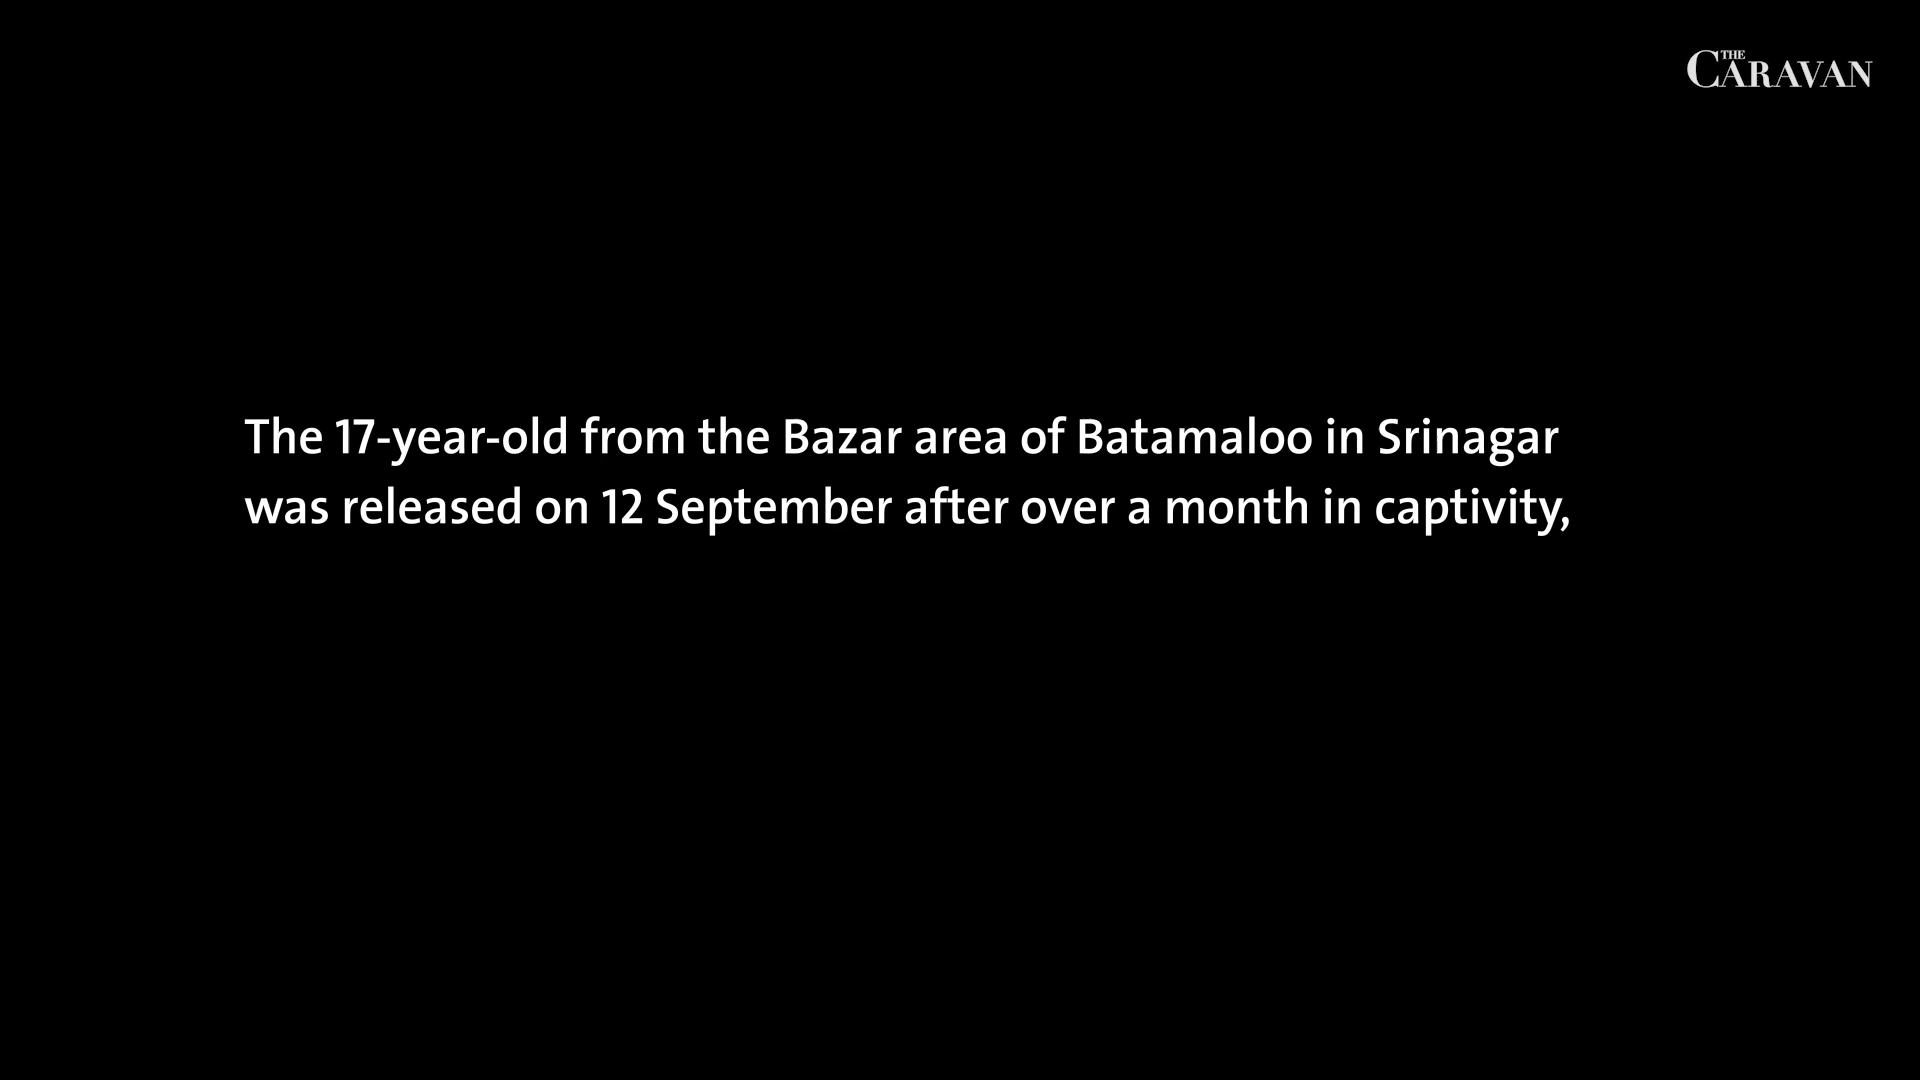 THE CARAVAN
The 17-year-old from the Bazar area of Batamaloo in Srinagar
was released on 12 September after over a month in captivity,